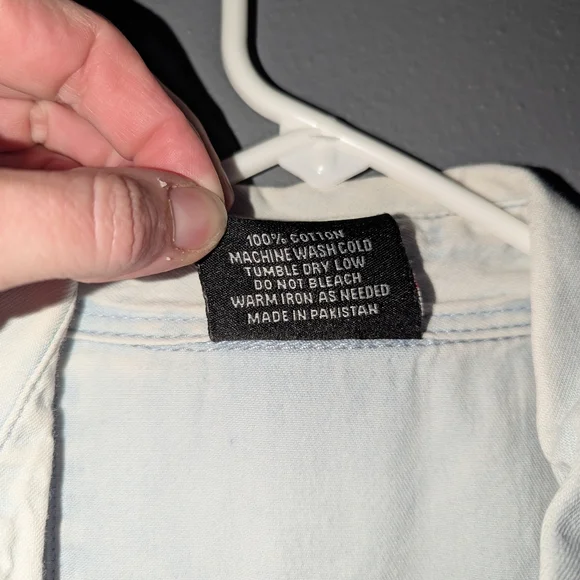 100% COTTON
MACHINE WASH COLD
TUMBLE DRY LOW
DO NOT BLEACH
WARM IRON AS NEEDED
MADE IN PAKISTAN